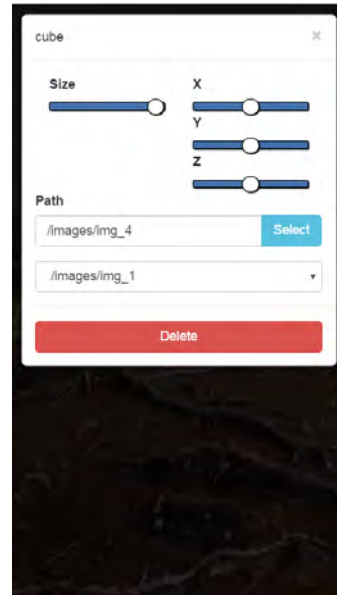 cube ×
Size X
Y
Z
Path
/images/img_4 Select
/images/img_1
Delete